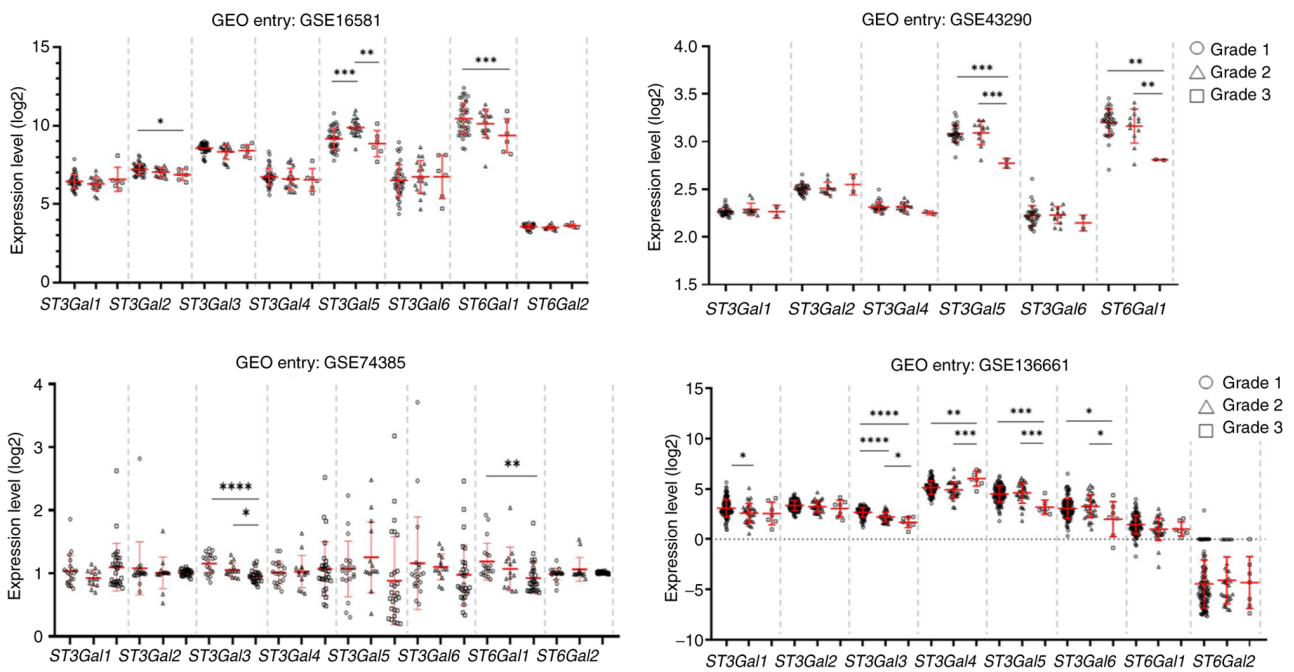 GEO entry: GSE16581
Expression level (log2)
15
10
5
0
*
***
**
***
ST3Gal1 ST3Gal2 ST3Gal3 ST3Gal4 ST3Gal5 ST3Gal6 ST6Gal1 ST6Gal2
GEO entry: GSE43290
Expression level (log2)
4.0
3.5
3.0
2.5
2.0
1.5
***
***
**
**
Grade 1
Grade 2
Grade 3
ST3Gal1 ST3Gal2 ST3Gal4 ST3Gal5 ST3Gal6 ST6Gal1
GEO entry: GSE74385
Expression level (log2)
4
3
2
1
0
****
*
**
ST3Gal1 ST3Gal2 ST3Gal3 ST3Gal4 ST3Gal5 ST3Gal6 ST6Gal1 ST6Gal2
GEO entry: GSE136661
Expression level (log2)
15
10
5
0
−5
−10
*
****
****
*
**
***
***
***
*
*
Grade 1
Grade 2
Grade 3
ST3Gal1 ST3Gal2 ST3Gal3 ST3Gal4 ST3Gal5 ST3Gal6 ST6Gal1 ST6Gal2